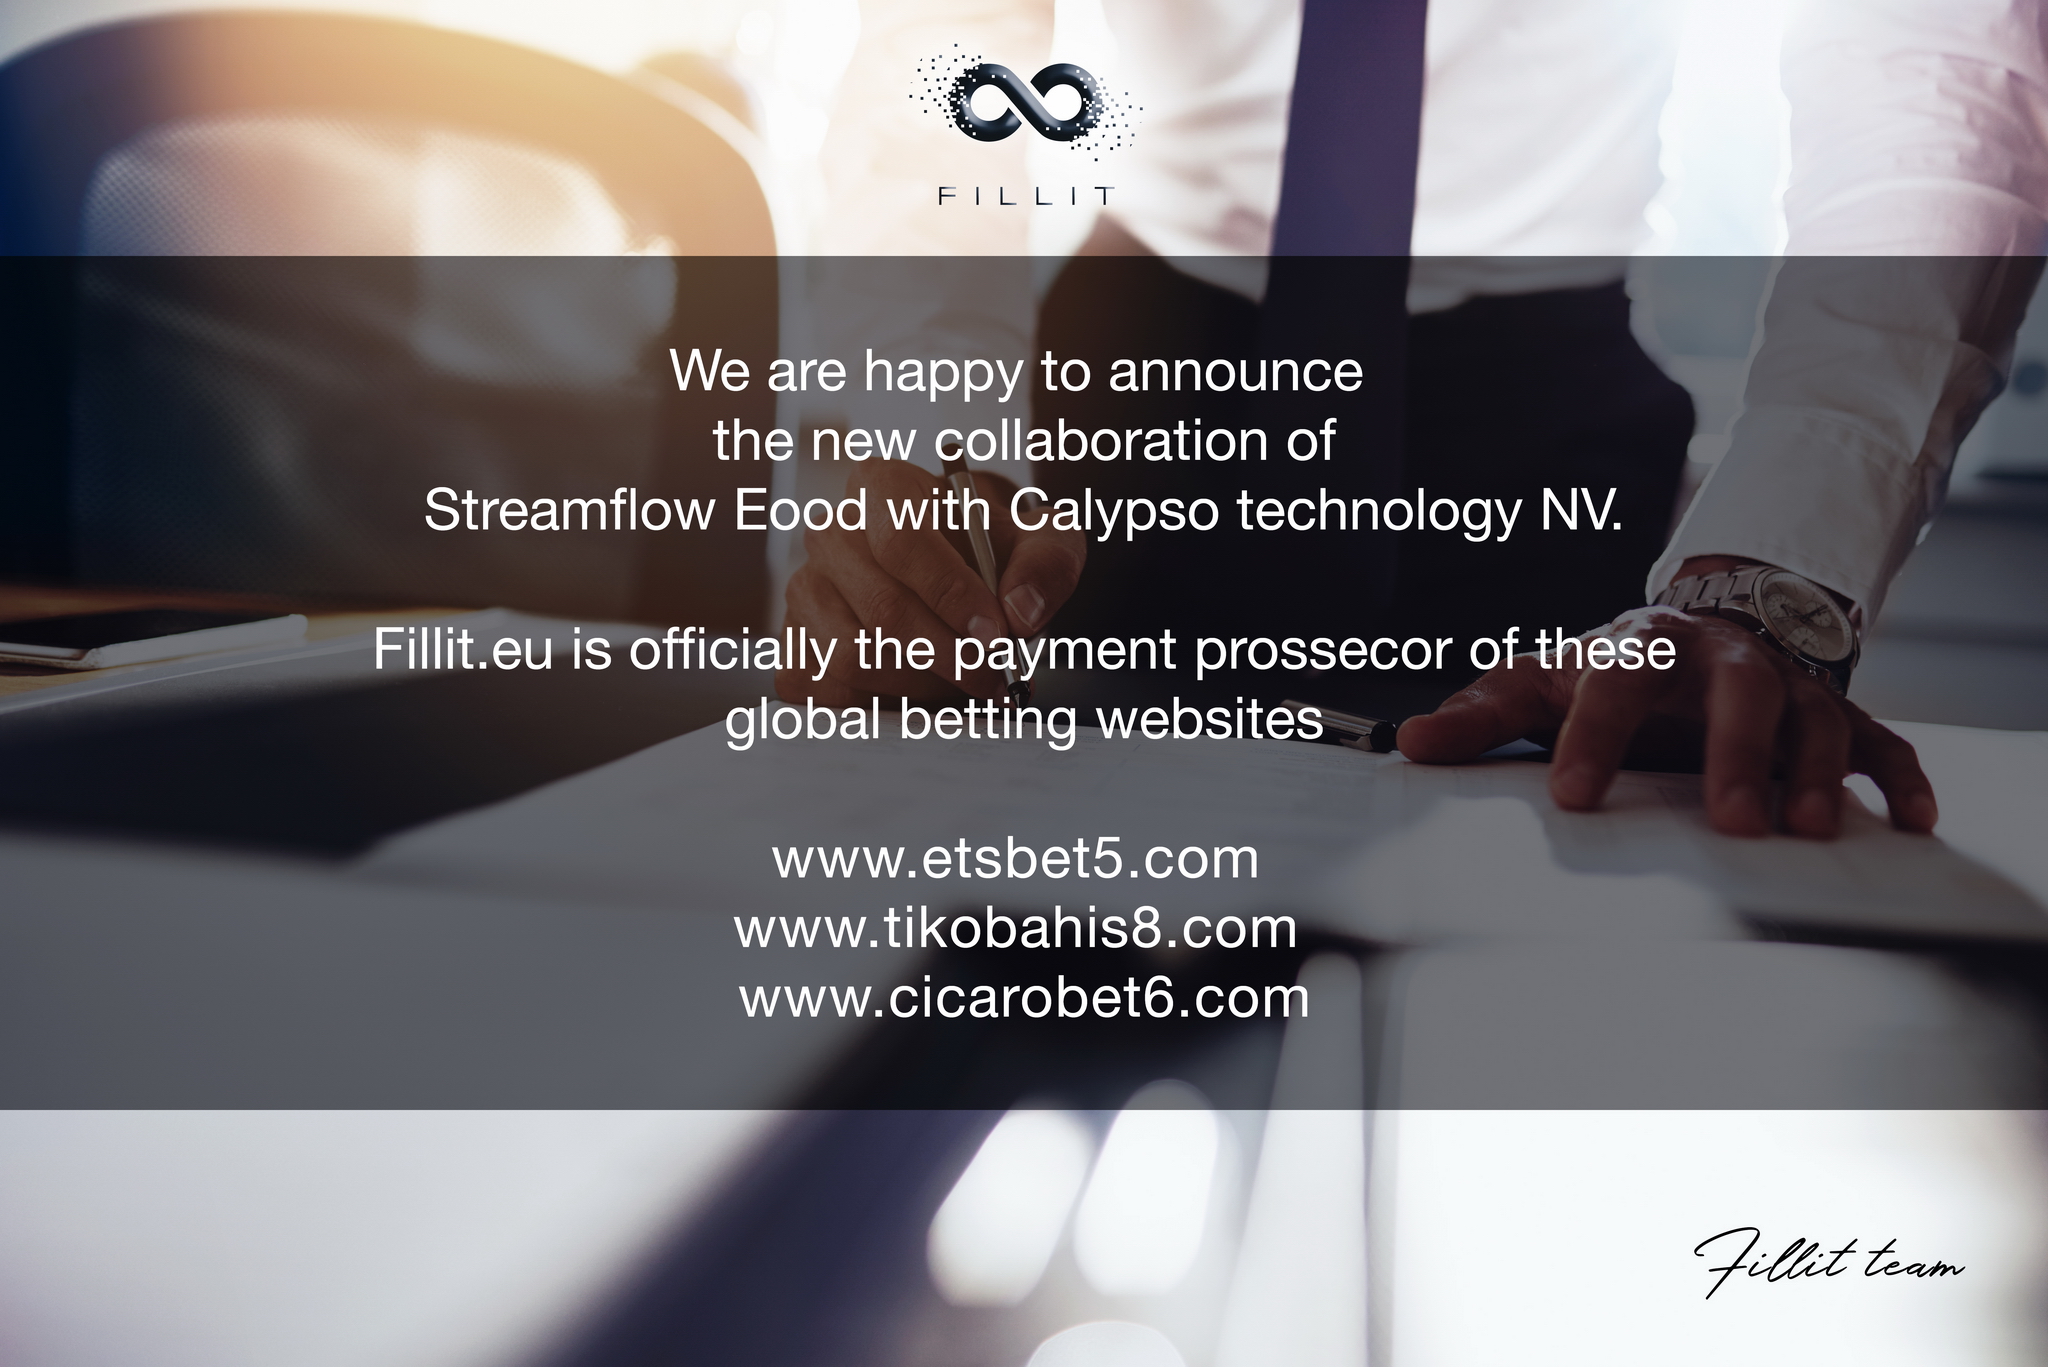 FILLIT
We are happy to announce
the new collaboration of
Streamflow Eood with Calypso technology NV.
Fillit.eu is officially the payment prossecor of these
global betting websites
www.etsbet5.com
www.tikobahis8.com
www.cicarobet6.com
Fillit team